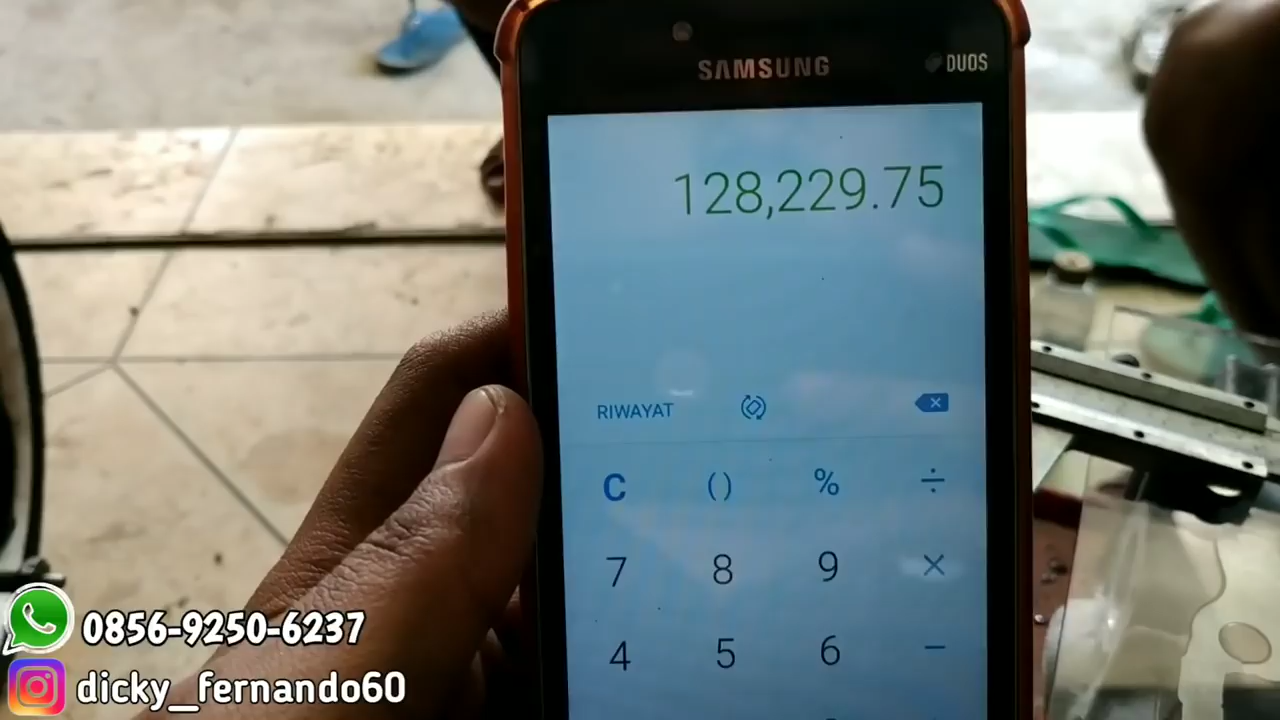 SAMSUNG
DUOS
128,229.75
RIWAYAT
C () % ÷
7 8 9 ×
4 5 6 −
0856-9250-6237
dicky_fernando60